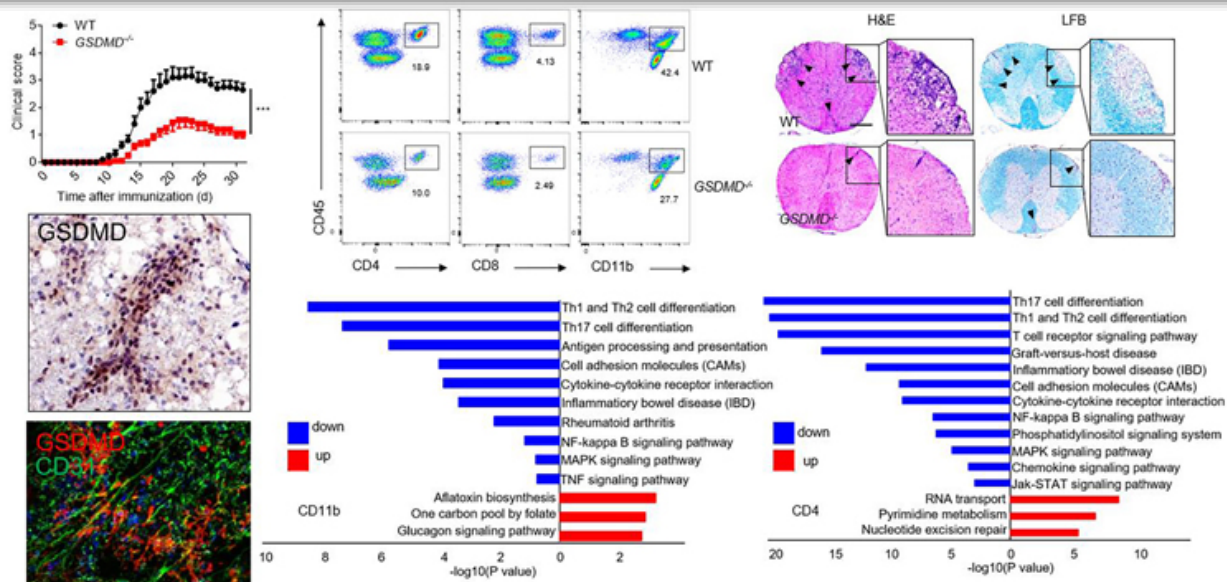 WT
GSDMD-/-
Clinical score
5
4
3
2
1
0
***
0 5 10 15 20 25 30
Time after immunization (d)
GSDMD
GSDMD
CD31
18.9
4.13
42.4
WT
10.0
2.49
27.7
GSDMD-/-
CD45
CD4
CD8
CD11b
H&E
LFB
WT
GSDMD-/-
Th1 and Th2 cell differentiation
Th17 cell differentiation
Antigen processing and presentation
Cell adhesion molecules (CAMs)
Cytokine-cytokine receptor interaction
Inflammatory bowel disease (IBD)
Rheumatoid arthritis
NF-kappa B signaling pathway
MAPK signaling pathway
TNF signaling pathway
Aflatoxin biosynthesis
One carbon pool by folate
Glucagon signaling pathway
down
up
CD11b
10 8 6 4 2 0 2
-log10(P value)
Th17 cell differentiation
Th1 and Th2 cell differentiation
T cell receptor signaling pathway
Graft-versus-host disease
Inflammatory bowel disease (IBD)
Cell adhesion molecules (CAMs)
Cytokine-cytokine receptor interaction
NF-kappa B signaling pathway
Phosphatidylinositol signaling system
MAPK signaling pathway
Chemokine signaling pathway
Jak-STAT signaling pathway
RNA transport
Pyrimidine metabolism
Nucleotide excision repair
down
up
CD4
20 15 10 5 0 5 10
-log10(P value)